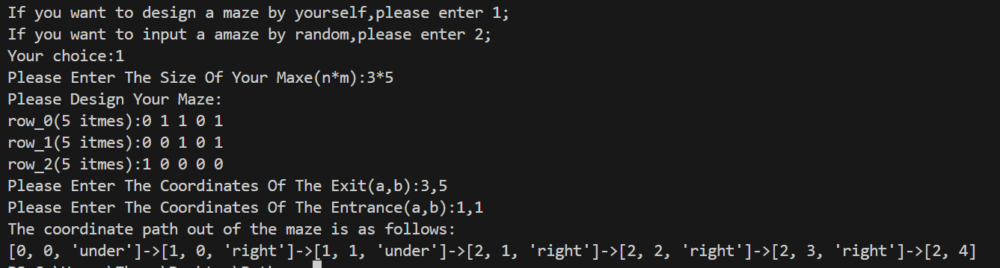 If you want to design a maze by yourself,please enter 1;
If you want to input a amaze by random,please enter 2;
Your choice:1
Please Enter The Size Of Your Maxe(n*m):3*5
Please Design Your Maze:
row_0(5 itmes):0 1 1 0 1
row_1(5 itmes):0 0 1 0 1
row_2(5 itmes):1 0 0 0 0
Please Enter The Coordinates Of The Exit(a,b):3,5
Please Enter The Coordinates Of The Entrance(a,b):1,1
The coordinate path out of the maze is as follows:
[0, 0, 'under']->[1, 0, 'right']->[1, 1, 'under']->[2, 1, 'right']->[2, 2, 'right']->[2, 3, 'right']->[2, 4]